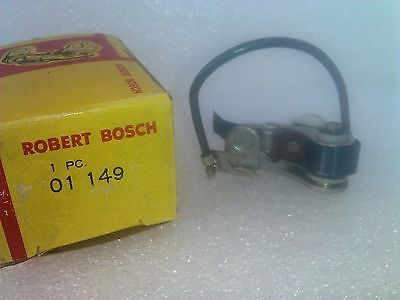 ROBERT BOSCH
1 PC.
01 149